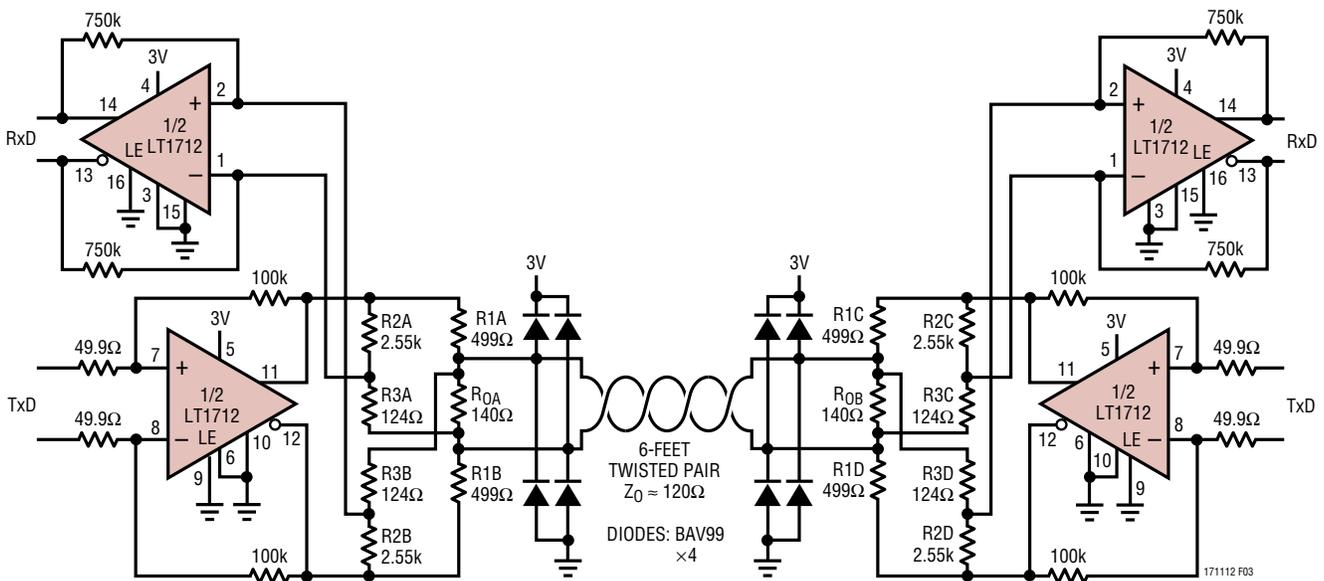 750k
3V
4
14
2
+
1/2
LT1712
LE
RxD
13
16
3
15
1
–
750k
100k
3V
5
49.9Ω
7
+
11
1/2
LT1712
LE
TxD
49.9Ω
8
–
9
6
10
12
100k
R2A
2.55k
R1A
499Ω
R3A
124Ω
ROA
140Ω
R3B
124Ω
R1B
499Ω
R2B
2.55k
3V
6-FEET
TWISTED PAIR
Z0 ≈ 120Ω
DIODES: BAV99
×4
3V
R1C
499Ω
R2C
2.55k
ROB
140Ω
R3C
124Ω
R1D
499Ω
R3D
124Ω
R2D
2.55k
750k
3V
4
2
+
14
1/2
LT1712
LE
RxD
1
–
3
15
16
13
750k
100k
3V
5
11
7
+
49.9Ω
1/2
LT1712
LE
TxD
12
6
10
9
8
–
49.9Ω
100k
171112 F03